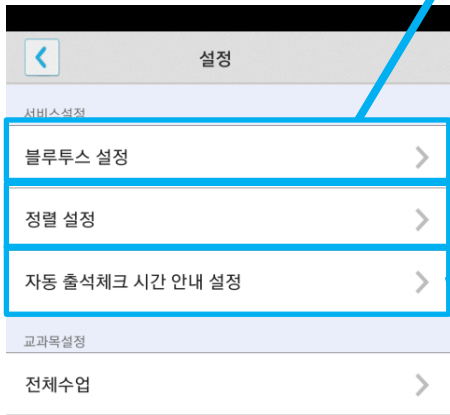 설정
서비스설정
블루투스 설정
정렬 설정
자동 출석체크 시간 안내 설정
교과목설정
전체수업